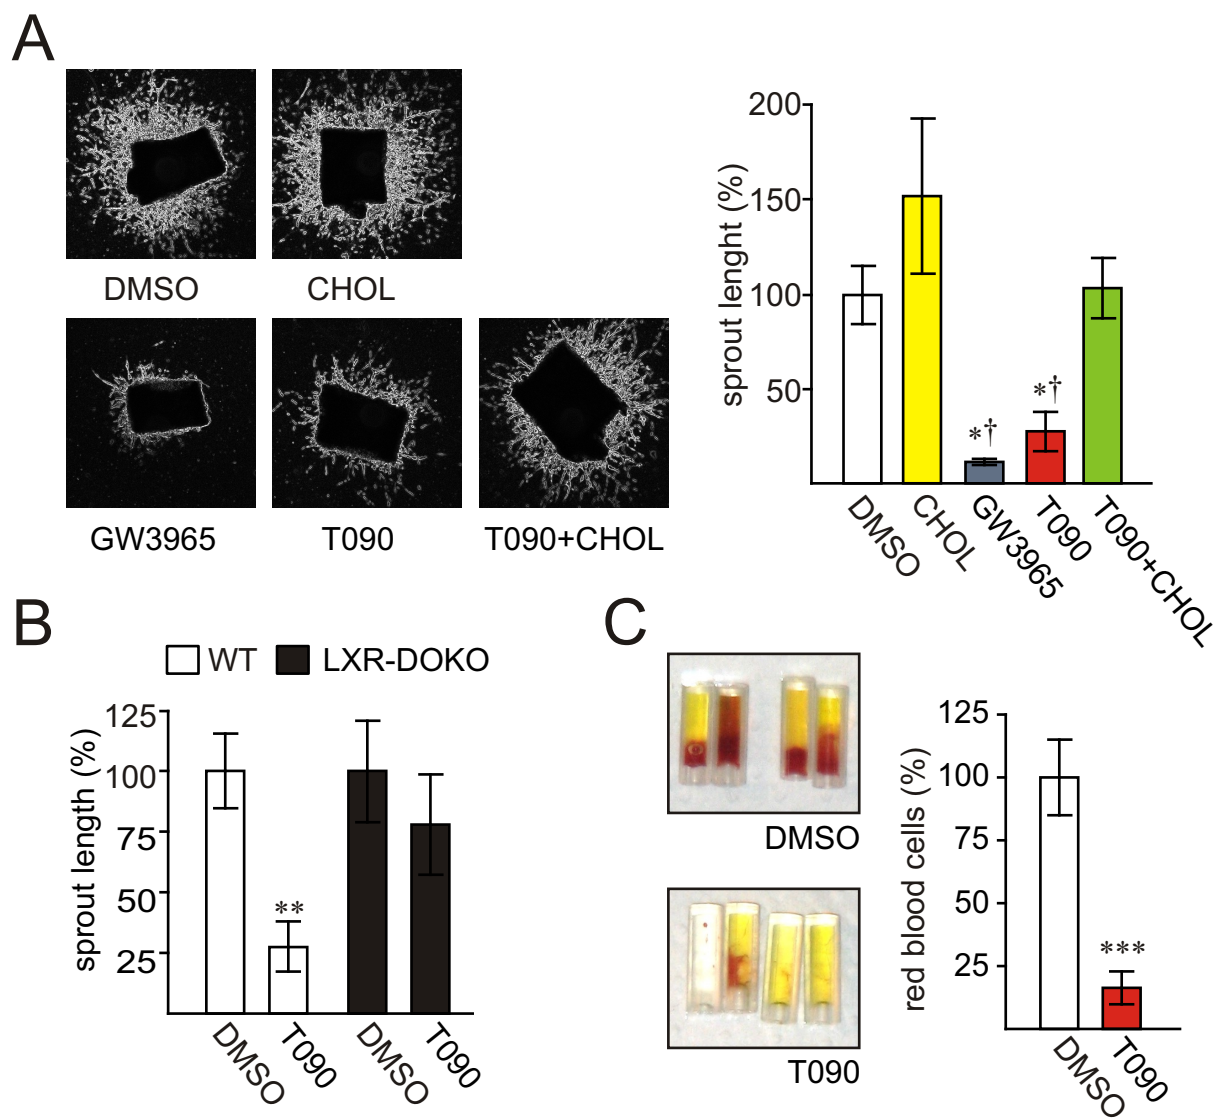 A
DMSO
CHOL
GW3965
T090
T090+CHOL
sprout lenght (%)
200
150
100
50
*†
*†
DMSO
CHOL
GW3965
T090
T090+CHOL
B
WT
LXR-DOKO
sprout length (%)
125
100
75
50
25
**
DMSO
T090
DMSO
T090
C
DMSO
T090
red blood cells (%)
125
100
75
50
25
***
DMSO
T090